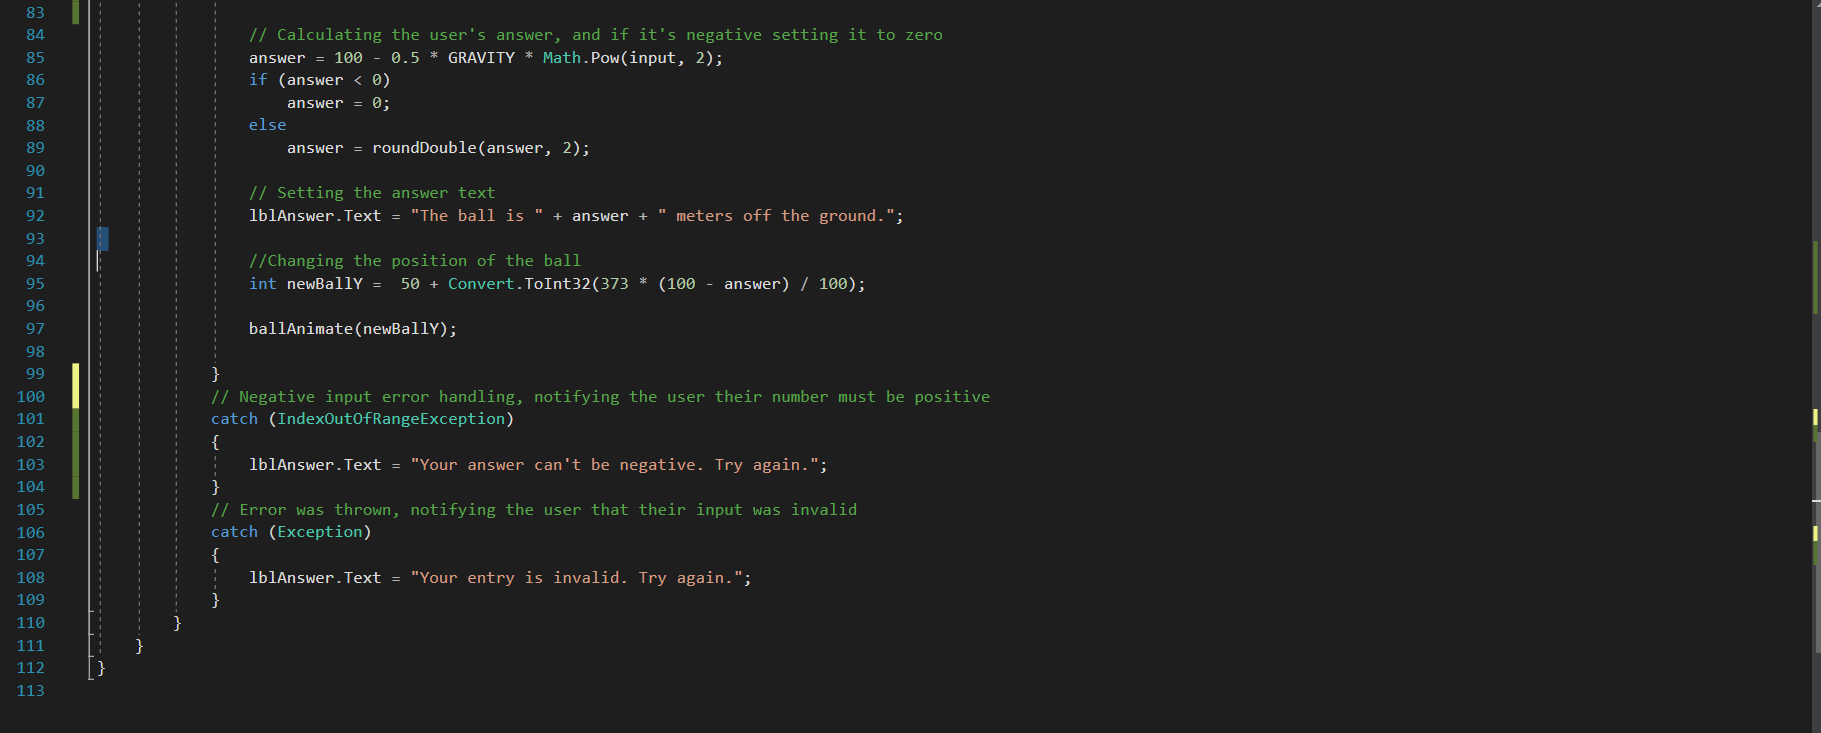 83
84 // Calculating the user's answer, and if it's negative setting it to zero
85 answer = 100 - 0.5 * GRAVITY * Math.Pow(input, 2);
86 if (answer < 0)
87 answer = 0;
88 else
89 answer = roundDouble(answer, 2);
90
91 // Setting the answer text
92 lblAnswer.Text = "The ball is " + answer + " meters off the ground.";
93
94 //Changing the position of the ball
95 int newBallY =  50 + Convert.ToInt32(373 * (100 - answer) / 100);
96
97 ballAnimate(newBallY);
98
99 }
100 // Negative input error handling, notifying the user their number must be positive
101 catch (IndexOutOfRangeException)
102 {
103 lblAnswer.Text = "Your answer can't be negative. Try again.";
104 }
105 // Error was thrown, notifying the user that their input was invalid
106 catch (Exception)
107 {
108 lblAnswer.Text = "Your entry is invalid. Try again.";
109 }
110 }
111 }
112 }
113